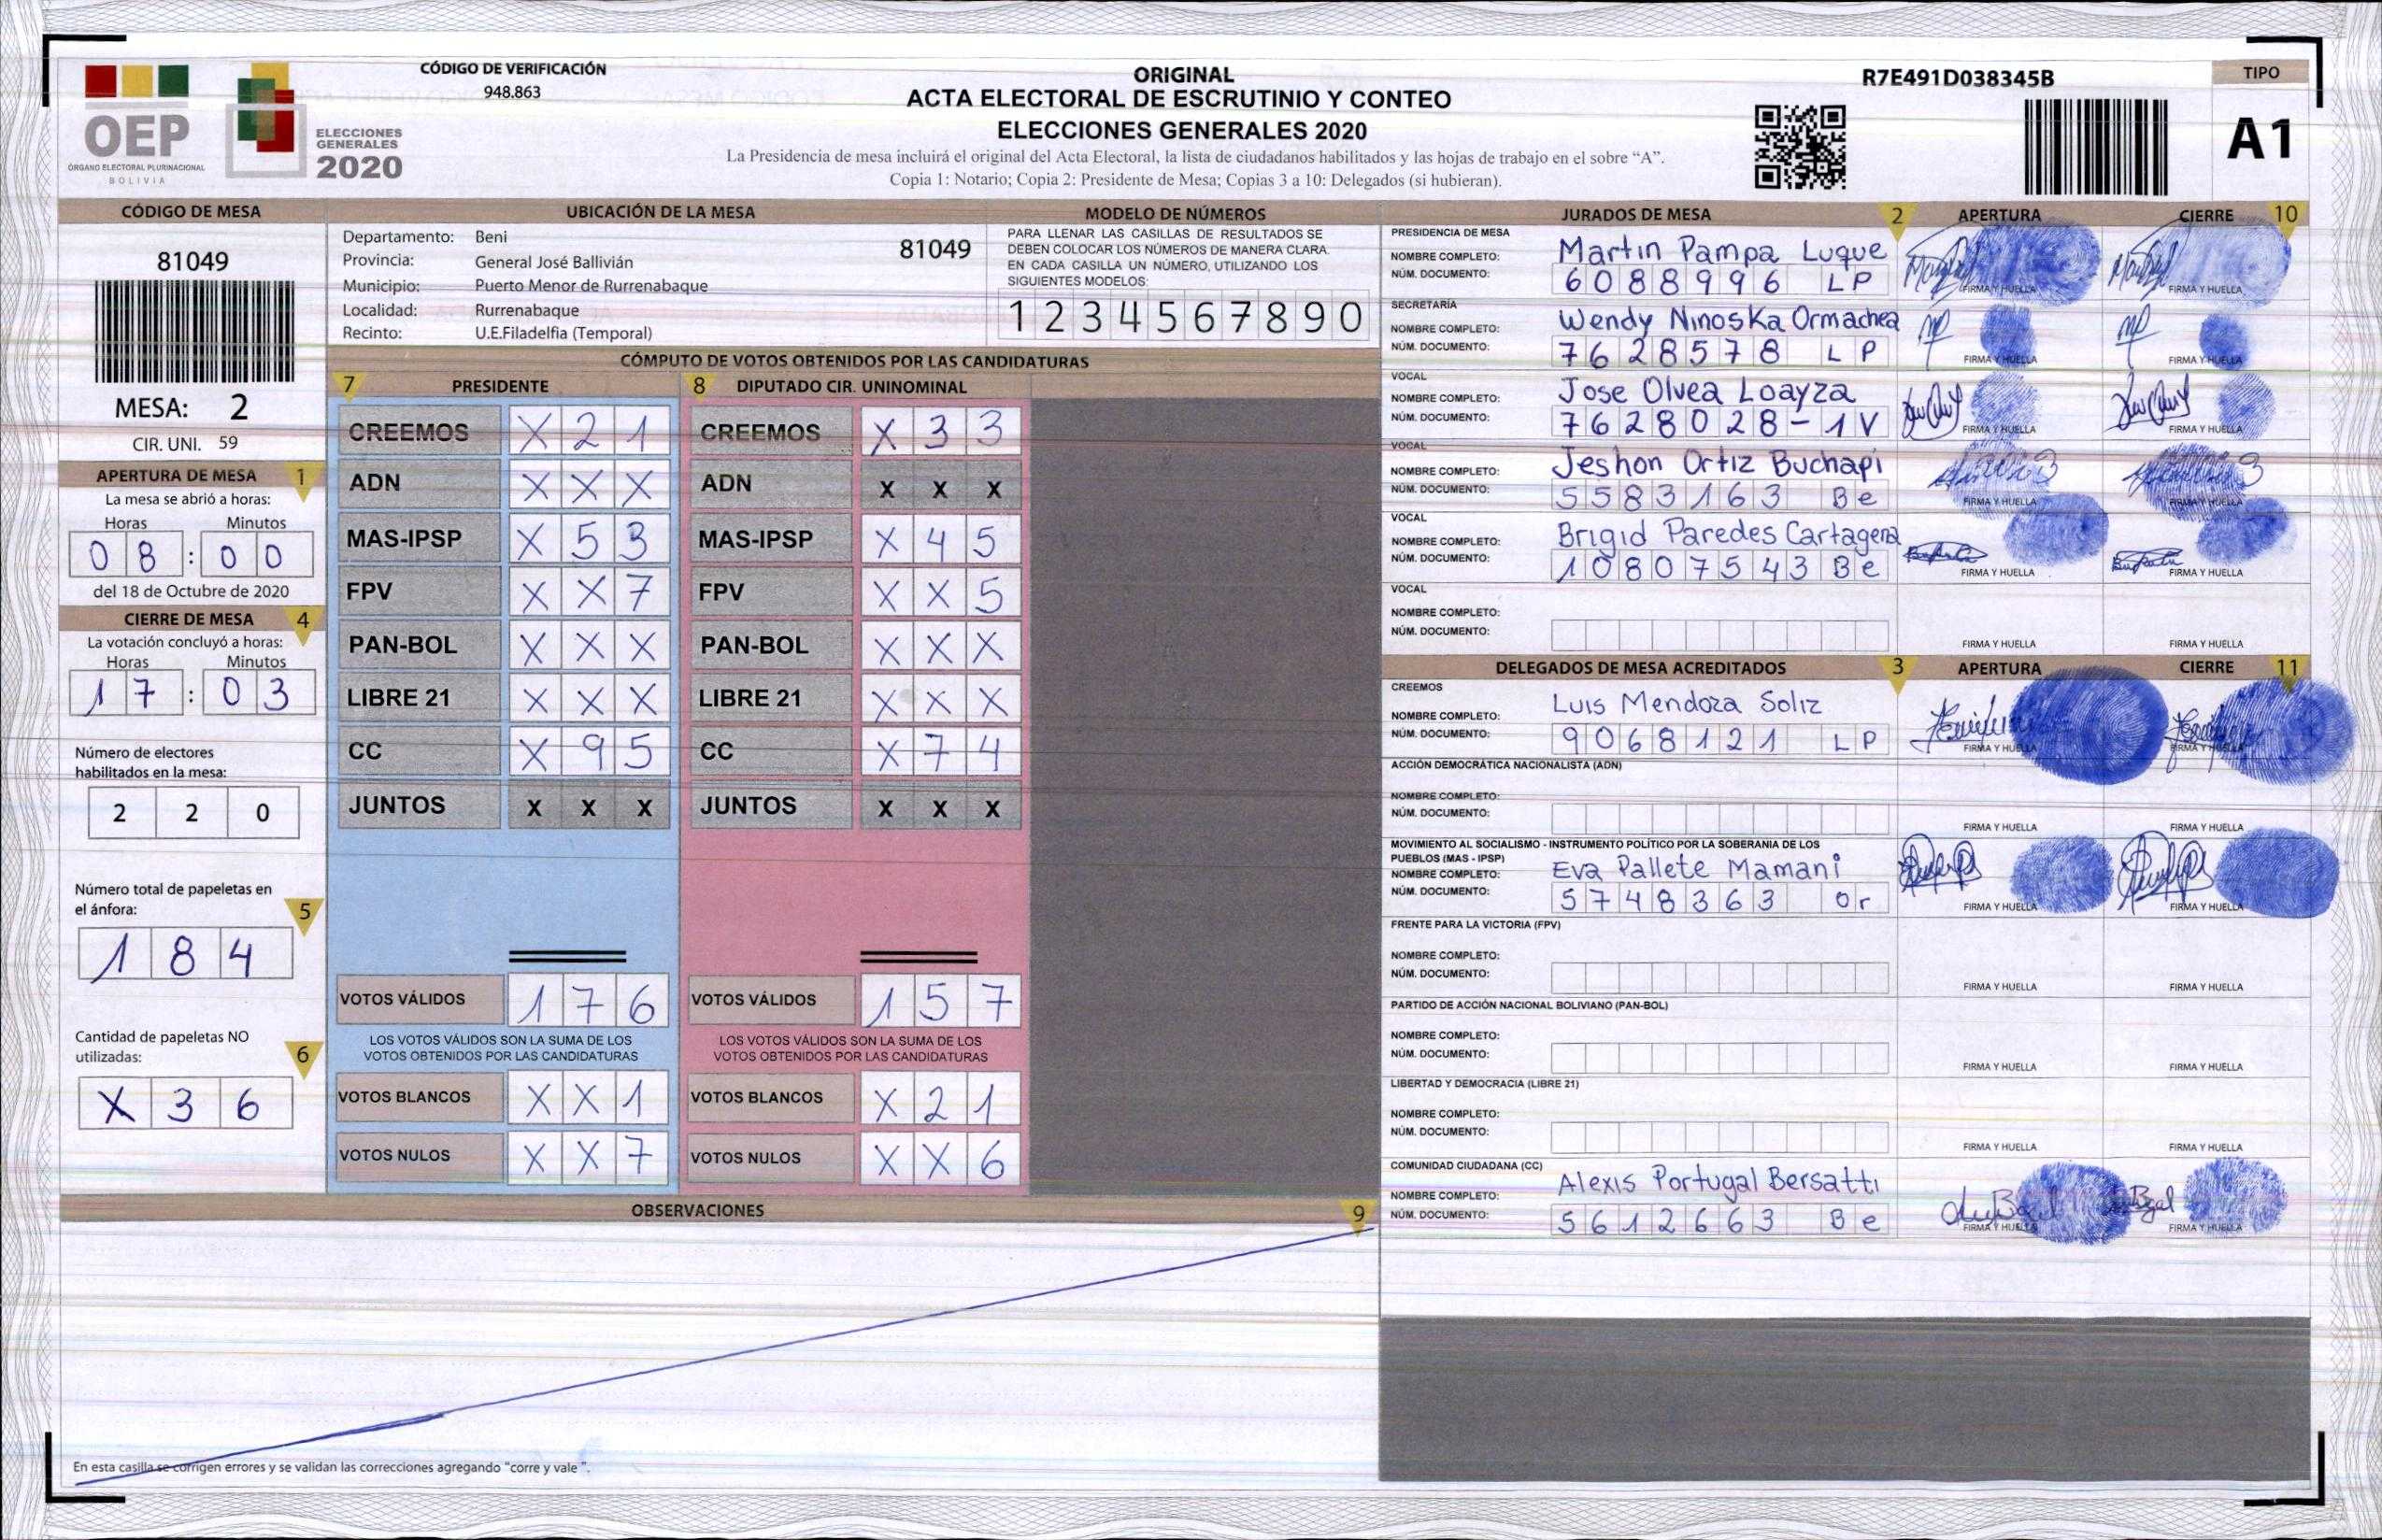 OEP
ÓRGANO ELECTORAL PLURINACIONAL
BOLIVIA
ELECCIONES
GENERALES
2020
CÓDIGO DE VERIFICACIÓN
948.863
ORIGINAL
ACTA ELECTORAL DE ESCRUTINIO Y CONTEO
ELECCIONES GENERALES 2020
La Presidencia de mesa incluirá el original del Acta Electoral, la lista de ciudadanos habilitados y las hojas de trabajo en el sobre “A”.
Copia 1: Notario; Copia 2: Presidente de Mesa; Copias 3 a 10: Delegados (si hubieran).
R7E491D038345B
TIPO
A1
CÓDIGO DE MESA
81049
MESA: 2
CIR. UNI. 59
APERTURA DE MESA 1
La mesa se abrió a horas:
Horas Minutos
0 8 : 0 0
del 18 de Octubre de 2020
CIERRE DE MESA 4
La votación concluyó a horas:
Horas Minutos
1 7 : 0 3
Número de electores
habilitados en la mesa:
2 2 0
Número total de papeletas en
el ánfora: 5
1 8 4
Cantidad de papeletas NO
utilizadas: 6
X 3 6
UBICACIÓN DE LA MESA
Departamento: Beni 81049
Provincia: General José Ballivián
Municipio: Puerto Menor de Rurrenabaque
Localidad: Rurrenabaque
Recinto: U.E.Filadelfia (Temporal)
MODELO DE NÚMEROS
PARA LLENAR LAS CASILLAS DE RESULTADOS SE
DEBEN COLOCAR LOS NÚMEROS DE MANERA CLARA.
EN CADA CASILLA UN NÚMERO, UTILIZANDO LOS
SIGUIENTES MODELOS:
1 2 3 4 5 6 7 8 9 0
CÓMPUTO DE VOTOS OBTENIDOS POR LAS CANDIDATURAS
7 PRESIDENTE 8 DIPUTADO CIR. UNINOMINAL
CREEMOS X 2 1 CREEMOS X 3 3
ADN X X X ADN X X X
MAS-IPSP X 5 3 MAS-IPSP X 4 5
FPV X X 7 FPV X X 5
PAN-BOL X X X PAN-BOL X X X
LIBRE 21 X X X LIBRE 21 X X X
CC X 9 5 CC X 7 4
JUNTOS X X X JUNTOS X X X
VOTOS VÁLIDOS 1 7 6 VOTOS VÁLIDOS 1 5 7
LOS VOTOS VÁLIDOS SON LA SUMA DE LOS LOS VOTOS VÁLIDOS SON LA SUMA DE LOS
VOTOS OBTENIDOS POR LAS CANDIDATURAS VOTOS OBTENIDOS POR LAS CANDIDATURAS
VOTOS BLANCOS X X 1 VOTOS BLANCOS X 2 1
VOTOS NULOS X X 7 VOTOS NULOS X X 6
OBSERVACIONES 9
En esta casilla se corrigen errores y se validan las correcciones agregando "corre y vale ".
JURADOS DE MESA 2 APERTURA CIERRE 10
PRESIDENCIA DE MESA
NOMBRE COMPLETO: Martin Pampa Luque
NÚM. DOCUMENTO: 6088996 LP FIRMA Y HUELLA FIRMA Y HUELLA
SECRETARÍA
NOMBRE COMPLETO: Wendy Ninoska Ormachea
NÚM. DOCUMENTO: 7628578 LP FIRMA Y HUELLA FIRMA Y HUELLA
VOCAL
NOMBRE COMPLETO: Jose Olvea Loayza
NÚM. DOCUMENTO: 7628028-1V FIRMA Y HUELLA FIRMA Y HUELLA
VOCAL
NOMBRE COMPLETO: Jeshon Ortiz Buchapi
NÚM. DOCUMENTO: 5583163 Be FIRMA Y HUELLA FIRMA Y HUELLA
VOCAL
NOMBRE COMPLETO: Brigid Paredes Cartagena
NÚM. DOCUMENTO: 10807543 Be FIRMA Y HUELLA FIRMA Y HUELLA
VOCAL
NOMBRE COMPLETO:
NÚM. DOCUMENTO: FIRMA Y HUELLA FIRMA Y HUELLA
DELEGADOS DE MESA ACREDITADOS 3 APERTURA CIERRE 11
CREEMOS
NOMBRE COMPLETO: Luis Mendoza Soliz
NÚM. DOCUMENTO: 9068121 LP FIRMA Y HUELLA FIRMA Y HUELLA
ACCIÓN DEMOCRÁTICA NACIONALISTA (ADN)
NOMBRE COMPLETO:
NÚM. DOCUMENTO: FIRMA Y HUELLA FIRMA Y HUELLA
MOVIMIENTO AL SOCIALISMO - INSTRUMENTO POLÍTICO POR LA SOBERANIA DE LOS
PUEBLOS (MAS - IPSP)
NOMBRE COMPLETO: Eva Pallete Mamani
NÚM. DOCUMENTO: 5748363 Or FIRMA Y HUELLA FIRMA Y HUELLA
FRENTE PARA LA VICTORIA (FPV)
NOMBRE COMPLETO:
NÚM. DOCUMENTO: FIRMA Y HUELLA FIRMA Y HUELLA
PARTIDO DE ACCIÓN NACIONAL BOLIVIANO (PAN-BOL)
NOMBRE COMPLETO:
NÚM. DOCUMENTO: FIRMA Y HUELLA FIRMA Y HUELLA
LIBERTAD Y DEMOCRACIA (LIBRE 21)
NOMBRE COMPLETO:
NÚM. DOCUMENTO: FIRMA Y HUELLA FIRMA Y HUELLA
COMUNIDAD CIUDADANA (CC)
NOMBRE COMPLETO: Alexis Portugal Bersatti
NÚM. DOCUMENTO: 5612663 Be FIRMA Y HUELLA FIRMA Y HUELLA